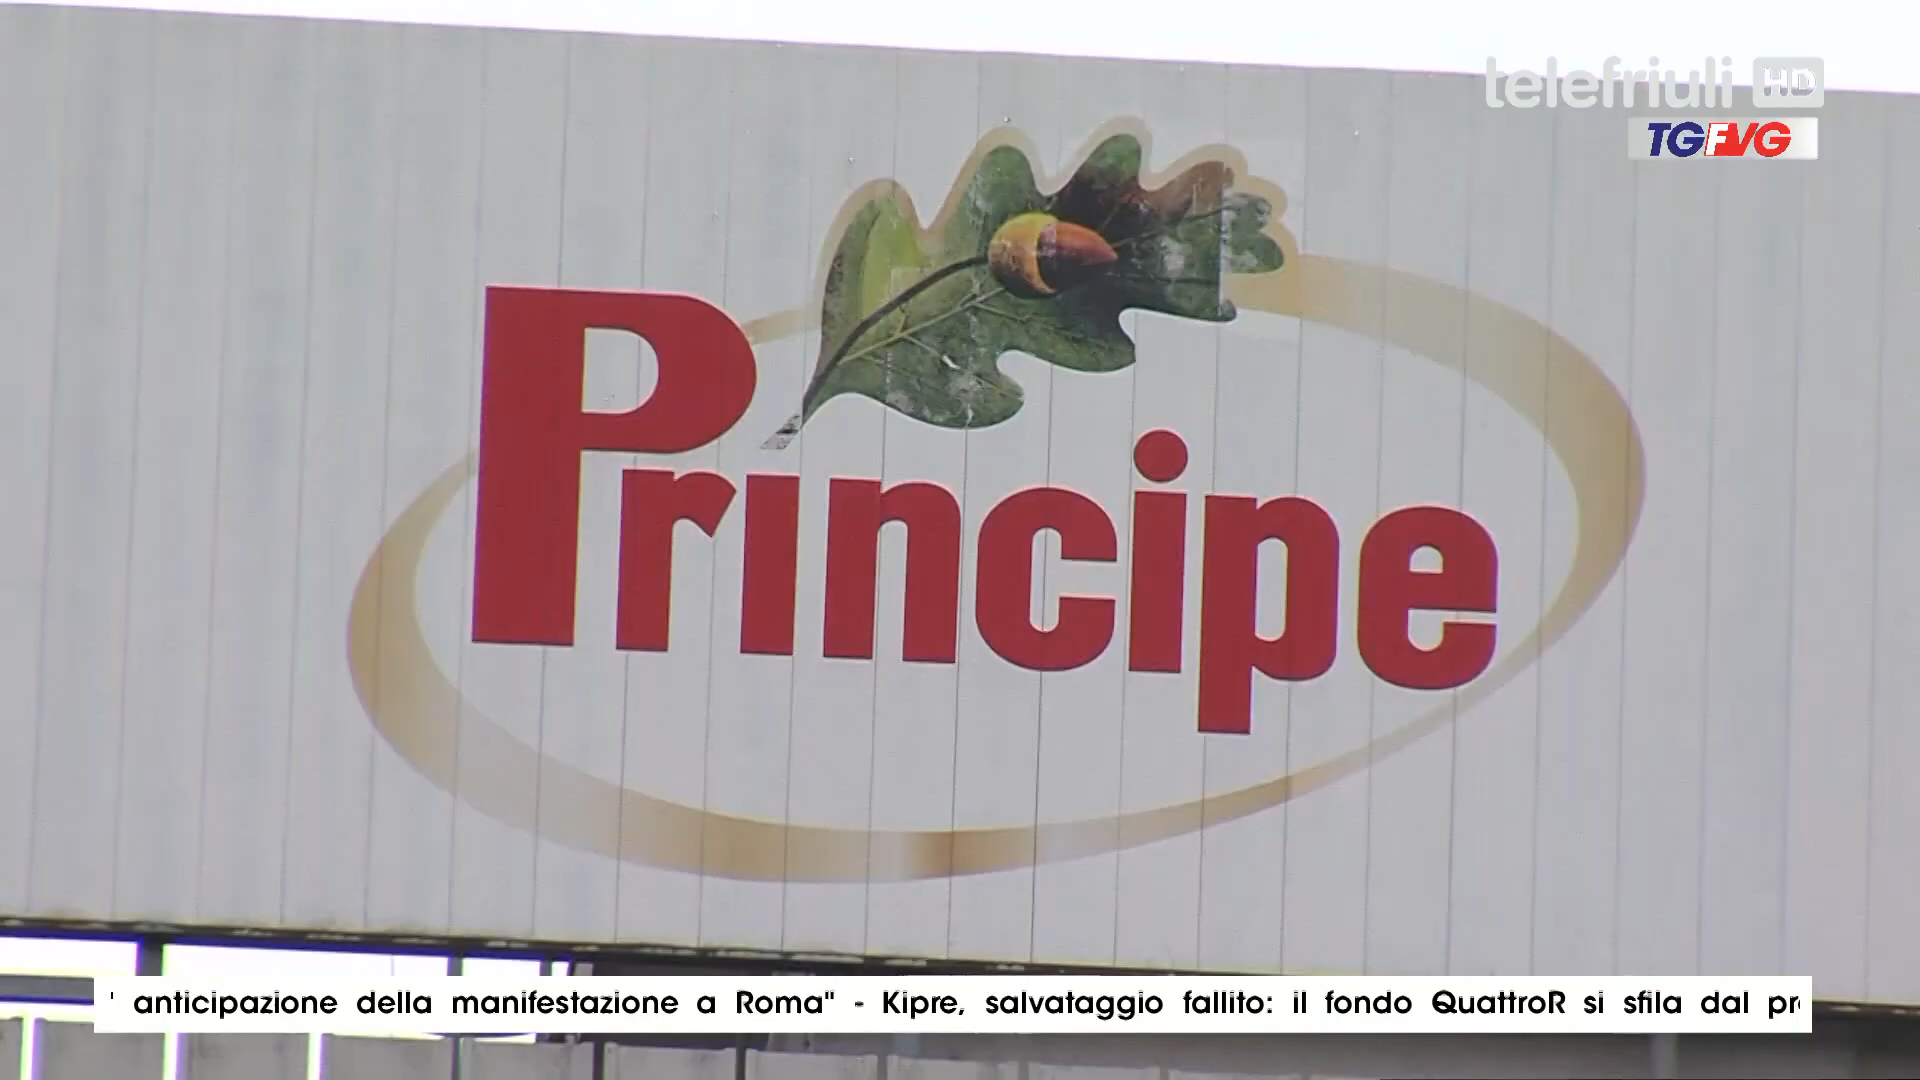 telefriuli HD
TGFVG
Principe
' anticipazione della manifestazione a Roma" - Kipre, salvataggio fallito: il fondo QuattroR si sfila dal